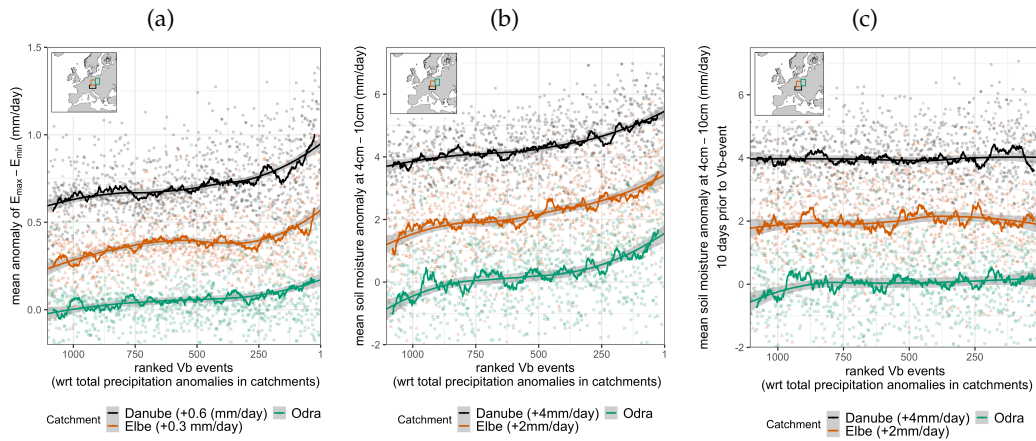 (a)
mean anomaly of Emax − Emin (mm/day)
1.5
1.0
0.5
0.0
1000 750 500 250 1
ranked Vb events
(wrt total precipitation anomalies in catchments)
Catchment Danube (+0.6 (mm/day) Odra
Elbe (+0.3 mm/day)
(b)
mean soil moisture anomaly at 4cm − 10cm (mm/day)
6
4
2
0
-2
1000 750 500 250 1
ranked Vb events
(wrt total precipitation anomalies in catchments)
Catchment Danube (+4mm/day) Odra
Elbe (+2mm/day)
(c)
mean soil moisture anomaly at 4cm − 10cm (mm/day)
10 days prior to Vb-event
6
4
2
0
-2
1000 750 500 250 1
ranked Vb events
(wrt total precipitation anomalies in catchments)
Catchment Danube (+4mm/day) Odra
Elbe (+2mm/day)